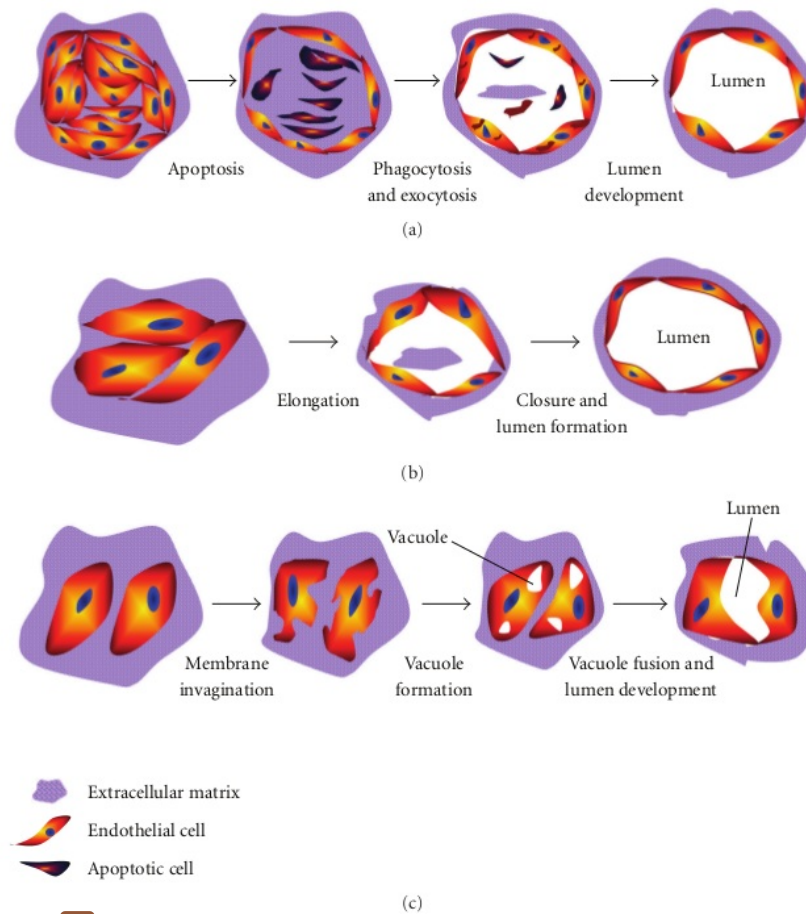 Lumen
Apoptosis
Phagocytosis
and exocytosis
Lumen
development
(a)
Lumen
Elongation
Closure and
lumen formation
(b)
Lumen
Vacuole
Membrane
invagination
Vacuole
formation
Vacuole fusion and
lumen development
Extracellular matrix
Endothelial cell
Apoptotic cell
(c)